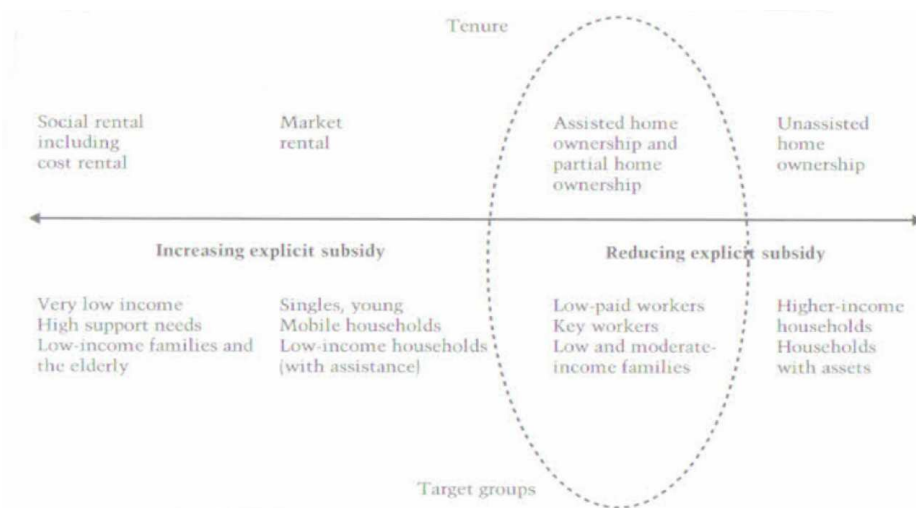 Tenure
Social rental
including
cost rental
Market
rental
Assisted home
ownership and
partial home
ownership
Unassisted
home
ownership
Increasing explicit subsidy
Reducing explicit subsidy
Very low income
High support needs
Low-income families and
the elderly
Singles, young
Mobile households
Low-income households
(with assistance)
Low-paid workers
Key workers
Low and moderate-
income families
Higher-income
households
Households
with assets
Target groups